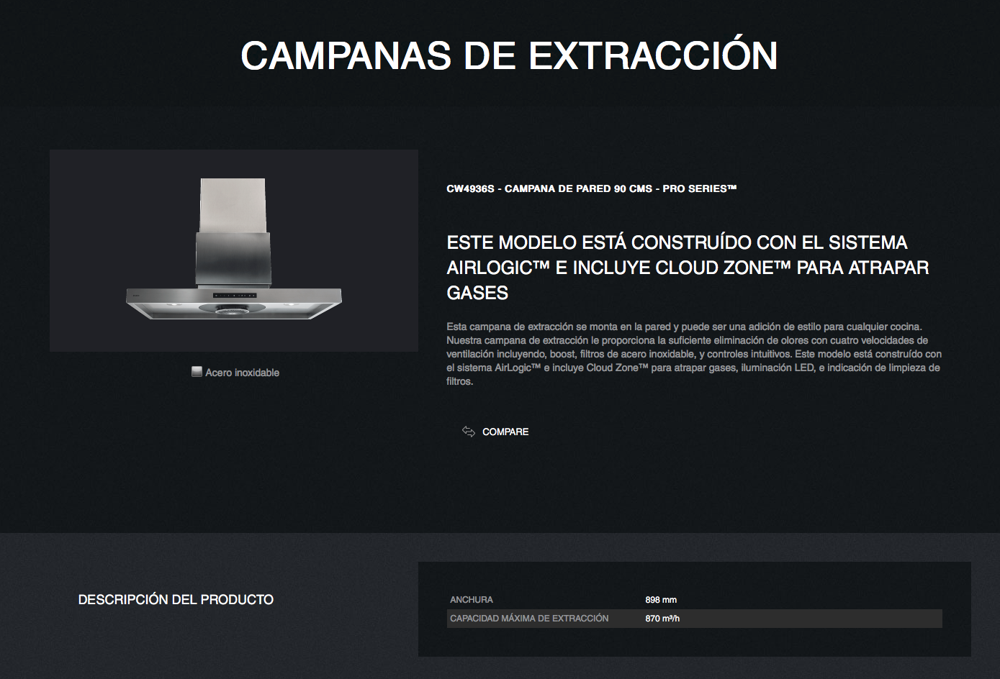 CAMPANAS DE EXTRACCIÓN
CW4936S - CAMPANA DE PARED 90 CMS - PRO SERIES™
ESTE MODELO ESTÁ CONSTRUÍDO CON EL SISTEMA
AIRLOGIC™ E INCLUYE CLOUD ZONE™ PARA ATRAPAR
GASES
Esta campana de extracción se monta en la pared y puede ser una adición de estilo para cualquier cocina.
Nuestra campana de extracción le proporciona la suficiente eliminación de olores con cuatro velocidades de
ventilación incluyendo, boost, filtros de acero inoxidable, y controles intuitivos. Este modelo está construído con
el sistema AirLogic™ e incluye Cloud Zone™ para atrapar gases, iluminación LED, e indicación de limpieza de
filtros.
Acero inoxidable
COMPARE
DESCRIPCIÓN DEL PRODUCTO
ANCHURA 898 mm
CAPACIDAD MÁXIMA DE EXTRACCIÓN 870 m³/h